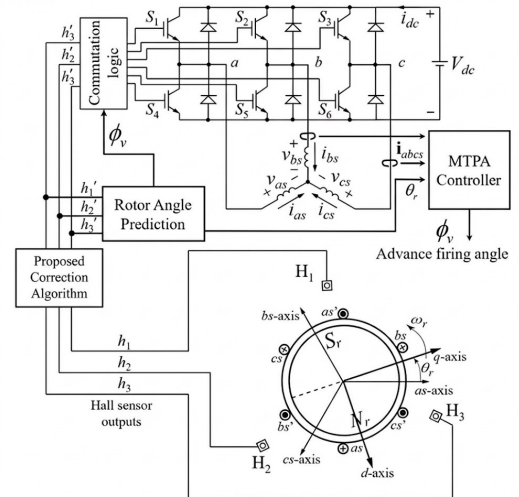 S1 S2 S3
idc
+
h3'
h2'
h1'
Commutation
logic
a b c
Vdc
S4 S5 S6
−
ϕv
+
vbs
−
ibs
iabcs
vas
vcs
+
−
−
+
ias
ics
θr
MTPA
Controller
h1'
h2'
h3'
Rotor Angle
Prediction
ϕv
Advance firing angle
Proposed
Correction
Algorithm
H1
h1
h2
h3
Hall sensor
outputs
bs-axis
as'
ωr
Sr
bs
cs
q-axis
θr
as-axis
bs'
Nr
cs'
H3
H2
as
cs-axis
d-axis